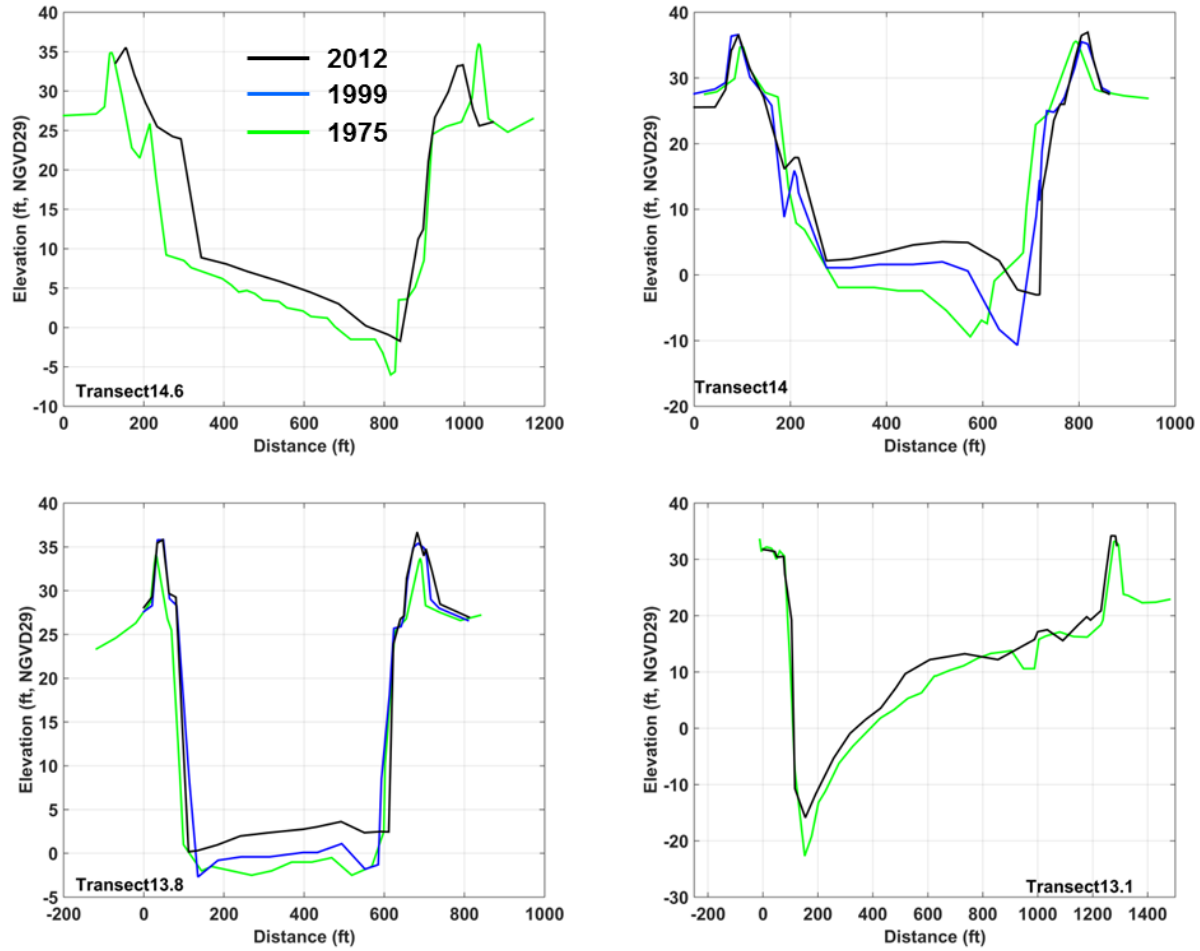 40
35
30
25
20
15
10
5
0
-5
-10
Elevation (ft, NGVD29)
2012
1999
1975
Transect14.6
0 200 400 600 800 1000 1200
Distance (ft)
40
30
20
10
0
-10
-20
Elevation (ft, NGVD29)
Transect14
0 200 400 600 800 1000
Distance (ft)
40
35
30
25
20
15
10
5
0
-5
Elevation (ft, NGVD29)
Transect13.8
-200 0 200 400 600 800 1000
Distance (ft)
40
30
20
10
0
-10
-20
-30
Elevation (ft, NGVD29)
Transect13.1
-200 0 200 400 600 800 1000 1200 1400
Distance (ft)